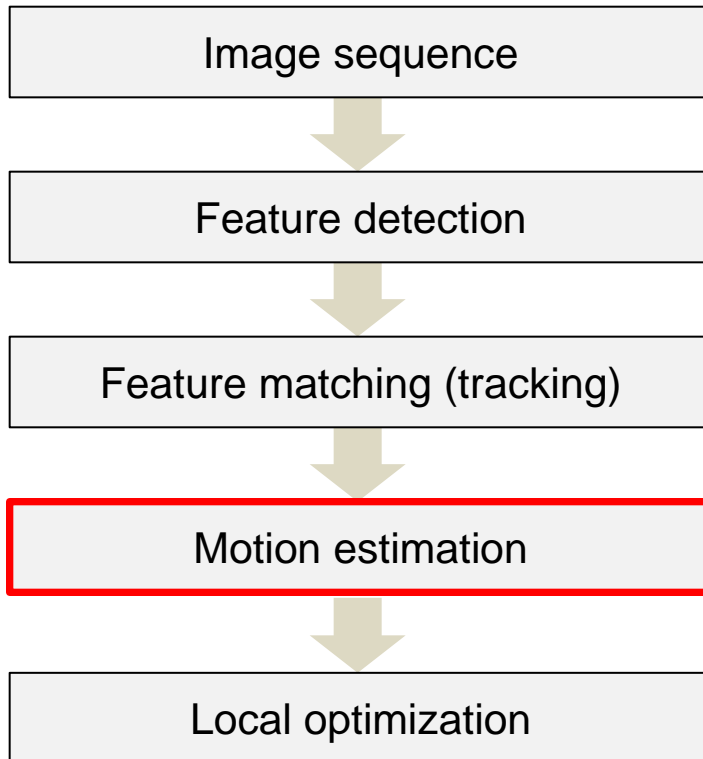 Image sequence
Feature detection
Feature matching (tracking)
Motion estimation
Local optimization